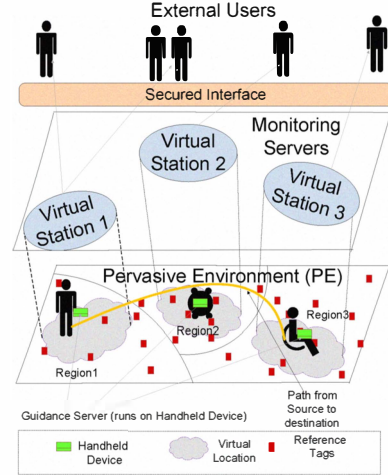 External Users
Secured Interface
Monitoring
Servers
Virtual
Station 2
Virtual
Station 3
Virtual
Station 1
Pervasive Environment (PE)
Region3
Region2
Region1
Path from
Source to
destination
Guidance Server (runs on Handheld Device)
Handheld
Device
Virtual
Location
Reference
Tags